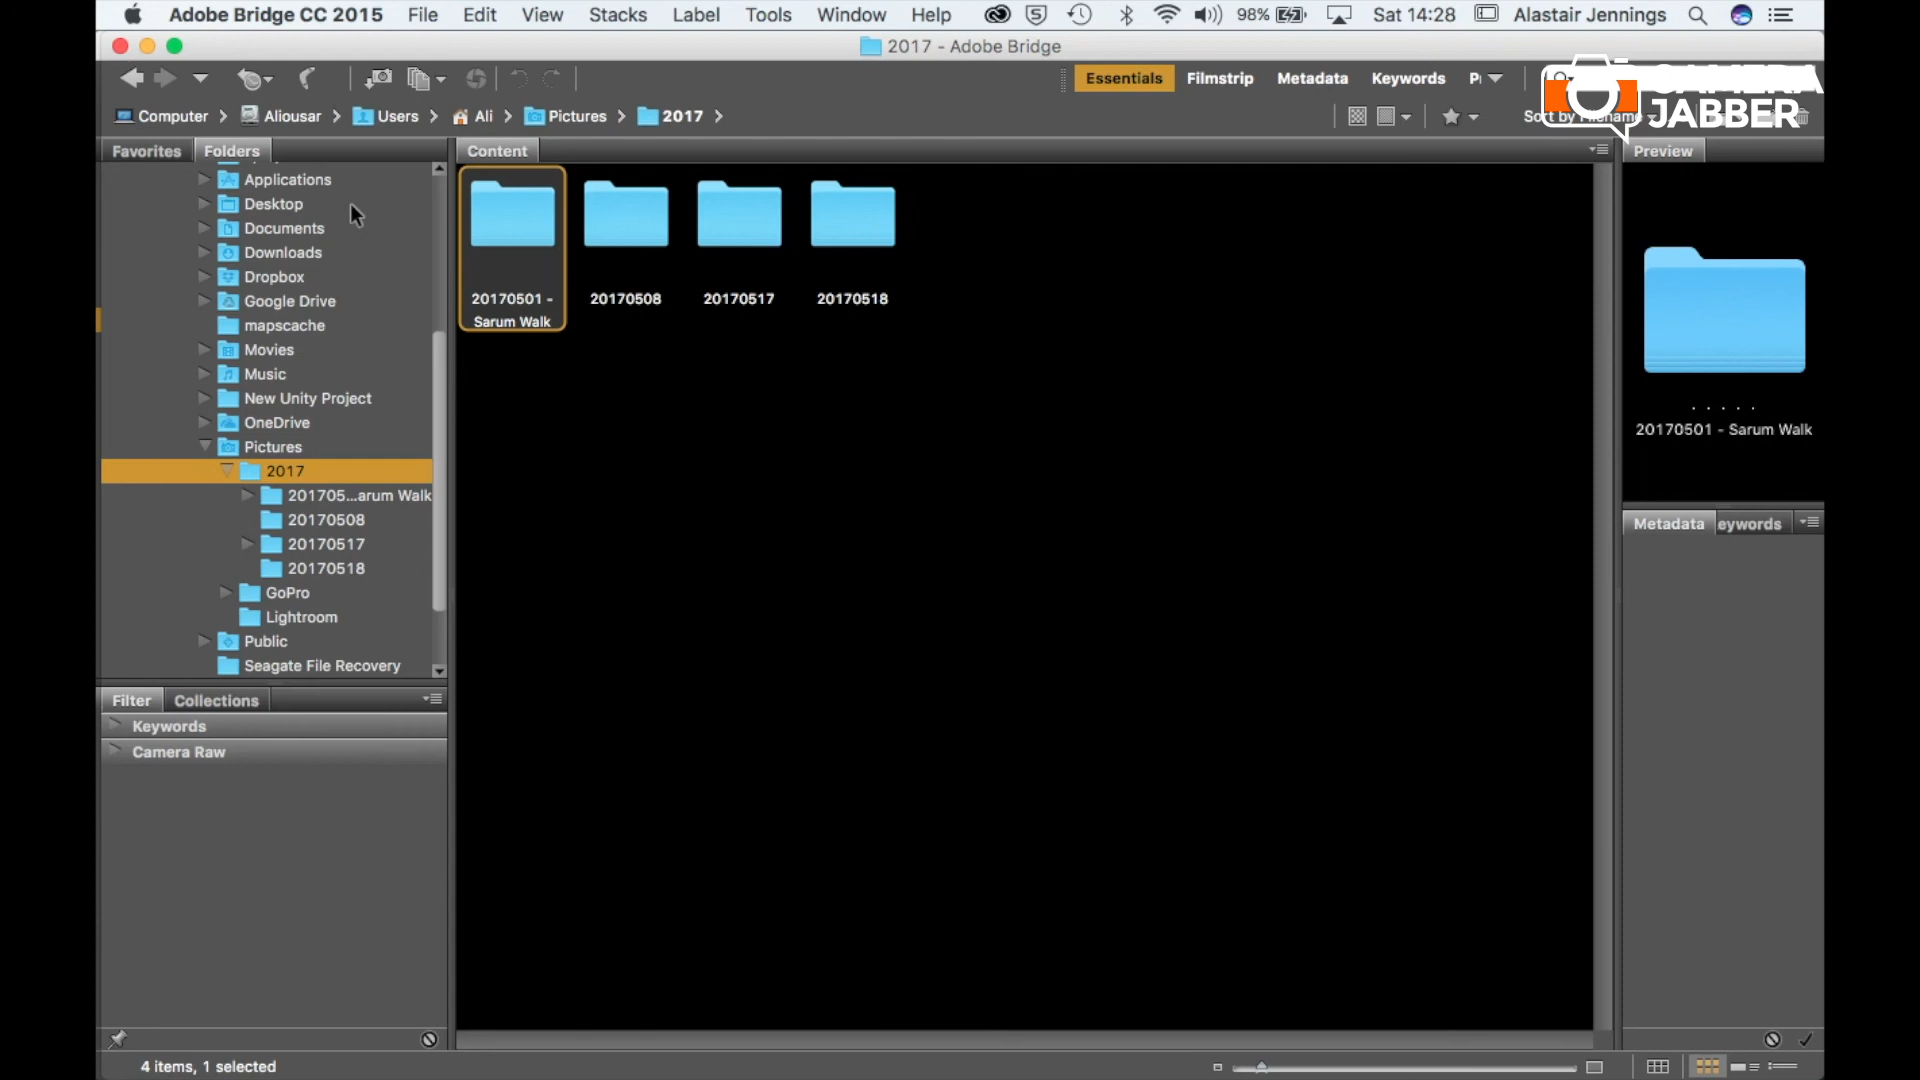 Adobe Bridge CC 2015 File Edit View Stacks Label Tools Window Help 98% Sat 14:28 Alastair Jennings
2017 - Adobe Bridge
Essentials Filmstrip Metadata Keywords
Computer Aliousar Users Ali Pictures 2017
Sort by Filename
CAMERA
JABBER
Favorites Folders
Content
Preview
Applications
Desktop
Documents
Downloads
Dropbox
Google Drive
mapscache
Movies
Music
New Unity Project
OneDrive
Pictures
2017
201705...arum Walk
20170508
20170517
20170518
GoPro
Lightroom
Public
Seagate File Recovery
20170501 -
Sarum Walk
20170508
20170517
20170518
20170501 - Sarum Walk
Metadata eywords
Filter Collections
Keywords
Camera Raw
4 items, 1 selected